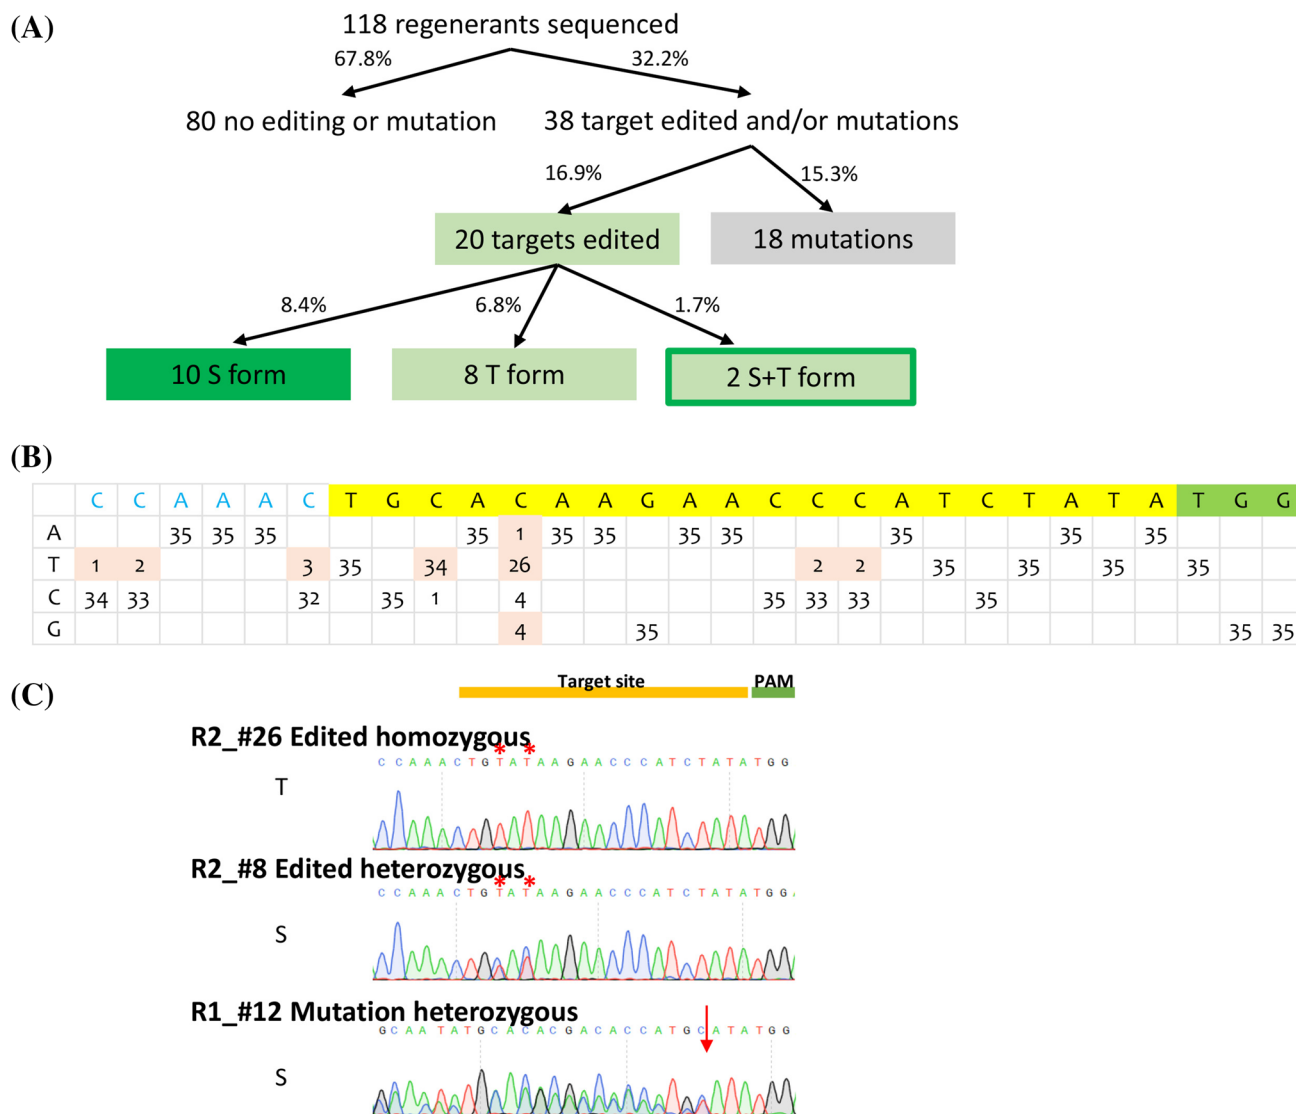 (A)
118 regenerants sequenced
67.8% 32.2%
80 no editing or mutation 38 target edited and/or mutations
16.9% 15.3%
20 targets edited 18 mutations
8.4% 6.8% 1.7%
10 S form 8 T form 2 S+T form
(B)
C C A A A C T G C A C A A G A A C C C A T C T A T A T G G
A 35 35 35 35 1 35 35 35 35 35 35 35
T 1 2 3 35 34 26 2 2 35 35 35 35
C 34 33 32 35 1 4 35 33 33 35
G 4 35 35 35
(C)
Target site PAM
R2_#26 Edited homozygous
* *
C C A A A C T G T A T A A G A A C C C A T C T A T A T G G
T
R2_#8 Edited heterozygous
* *
C C A A A C T G T A T A A G A A C C C A T C T A T A T G G
S
R1_#12 Mutation heterozygous
G C A A T A T G C A C A C G A C A C C A T G C A T A T G G
S